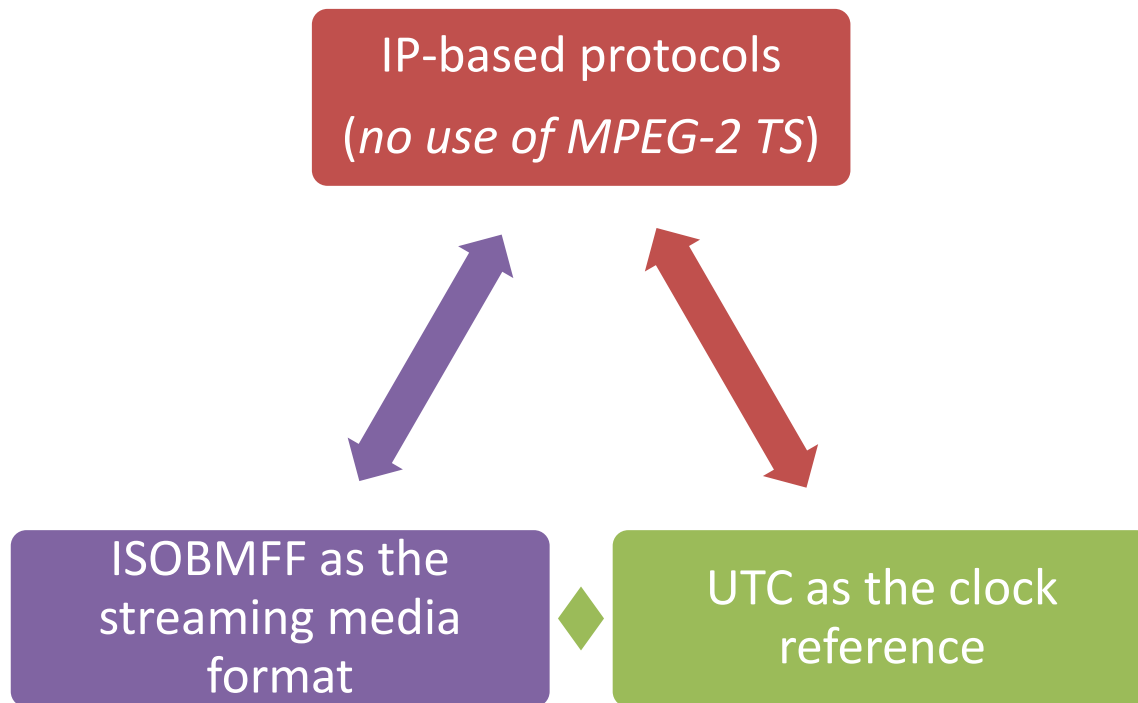 IP-based protocols
(no use of MPEG-2 TS)
ISOBMFF as the
streaming media
format
UTC as the clock
reference